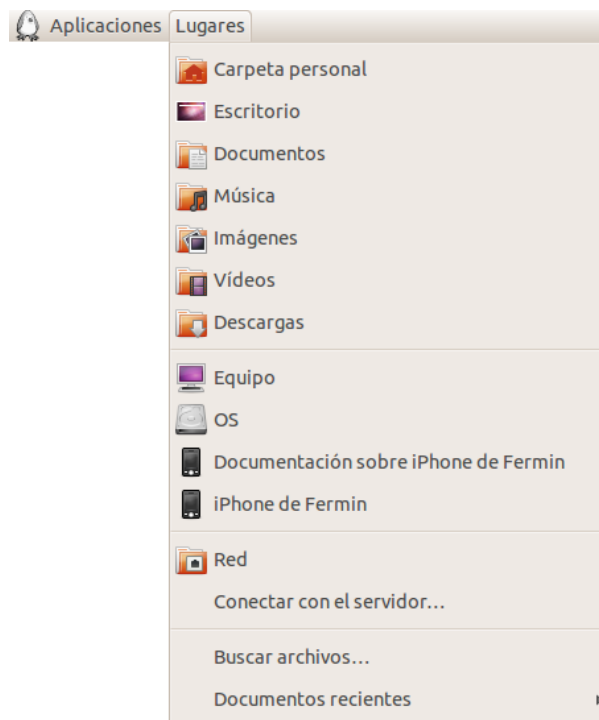 Aplicaciones Lugares
Carpeta personal
Escritorio
Documentos
Música
Imágenes
Vídeos
Descargas
Equipo
OS
Documentación sobre iPhone de Fermin
iPhone de Fermin
Red
Conectar con el servidor...
Buscar archivos...
Documentos recientes